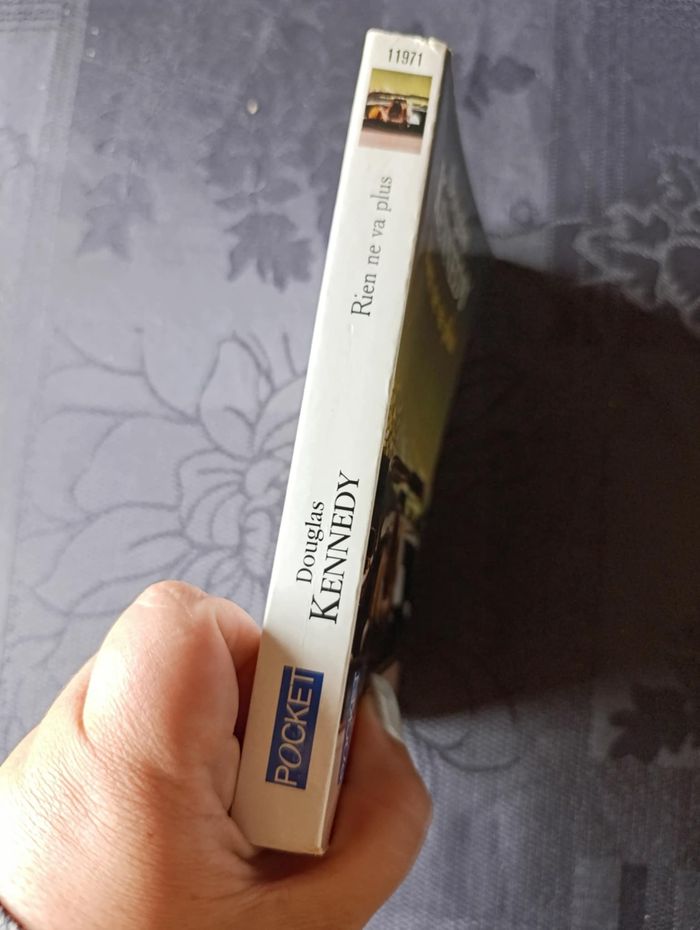 11971
Rien ne va plus
Douglas
KENNEDY
POCKET